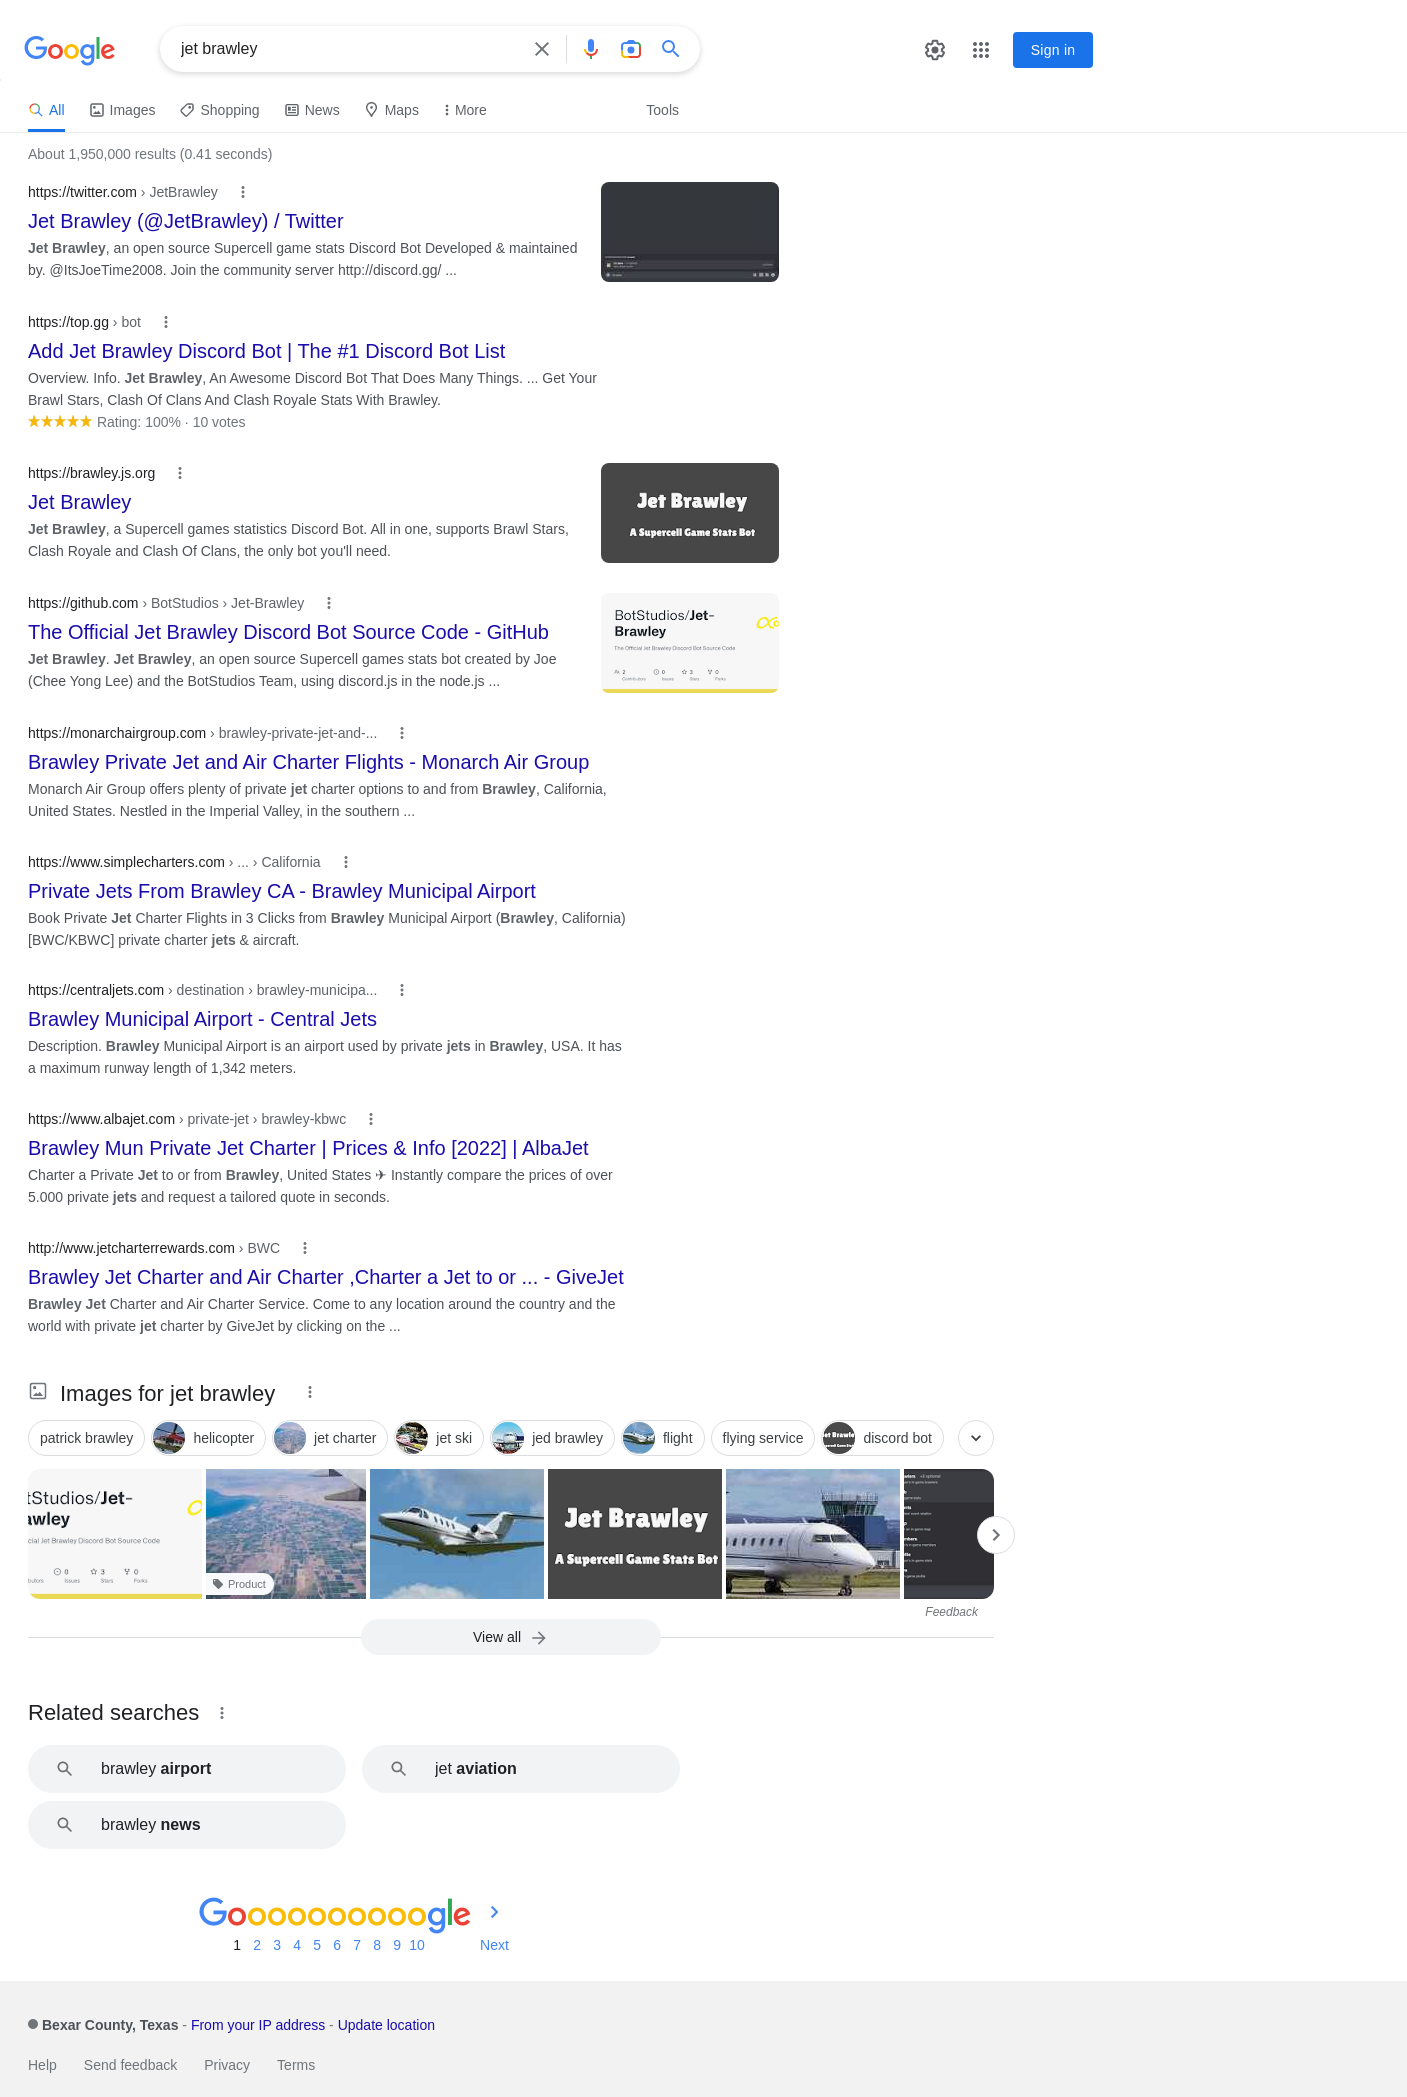 Google
jet brawley
Sign in
All
Images
Shopping
News
Maps
More
Tools
About 1,950,000 results (0.41 seconds)
https://twitter.com › JetBrawley
Jet Brawley (@JetBrawley) / Twitter
Jet Brawley, an open source Supercell game stats Discord Bot Developed & maintained
by. @ItsJoeTime2008. Join the community server http://discord.gg/ ...
https://top.gg › bot
Add Jet Brawley Discord Bot | The #1 Discord Bot List
Overview. Info. Jet Brawley, An Awesome Discord Bot That Does Many Things. ... Get Your
Brawl Stars, Clash Of Clans And Clash Royale Stats With Brawley.
Rating: 100% · 10 votes
https://brawley.js.org
Jet Brawley
Jet Brawley, a Supercell games statistics Discord Bot. All in one, supports Brawl Stars,
Clash Royale and Clash Of Clans, the only bot you'll need.
Jet Brawley
A Supercell Game Stats Bot
https://github.com › BotStudios › Jet-Brawley
The Official Jet Brawley Discord Bot Source Code - GitHub
Jet Brawley. Jet Brawley, an open source Supercell games stats bot created by Joe
(Chee Yong Lee) and the BotStudios Team, using discord.js in the node.js ...
BotStudios/Jet-
Brawley
The Official Jet Brawley Discord Bot Source Code
2 0 3 0
Contributors Issues Stars Forks
https://monarchairgroup.com › brawley-private-jet-and-...
Brawley Private Jet and Air Charter Flights - Monarch Air Group
Monarch Air Group offers plenty of private jet charter options to and from Brawley, California,
United States. Nestled in the Imperial Valley, in the southern ...
https://www.simplecharters.com › ... › California
Private Jets From Brawley CA - Brawley Municipal Airport
Book Private Jet Charter Flights in 3 Clicks from Brawley Municipal Airport (Brawley, California)
[BWC/KBWC] private charter jets & aircraft.
https://centraljets.com › destination › brawley-municipa...
Brawley Municipal Airport - Central Jets
Description. Brawley Municipal Airport is an airport used by private jets in Brawley, USA. It has
a maximum runway length of 1,342 meters.
https://www.albajet.com › private-jet › brawley-kbwc
Brawley Mun Private Jet Charter | Prices & Info [2022] | AlbaJet
Charter a Private Jet to or from Brawley, United States ✈ Instantly compare the prices of over
5.000 private jets and request a tailored quote in seconds.
http://www.jetcharterrewards.com › BWC
Brawley Jet Charter and Air Charter ,Charter a Jet to or ... - GiveJet
Brawley Jet Charter and Air Charter Service. Come to any location around the country and the
world with private jet charter by GiveJet by clicking on the ...
Images for jet brawley
patrick brawley
helicopter
jet charter
jet ski
jed brawley
flight
flying service
discord bot
tStudios/Jet-
awley
cial Jet Brawley Discord Bot Source Code
0 3 0
butors Issues Stars Forks
Product
Jet Brawley
A Supercell Game Stats Bot
Feedback
View all
Related searches
brawley airport
jet aviation
brawley news
Goooooooooogle
1 2 3 4 5 6 7 8 9 10 Next
Bexar County, Texas - From your IP address - Update location
Help Send feedback Privacy Terms